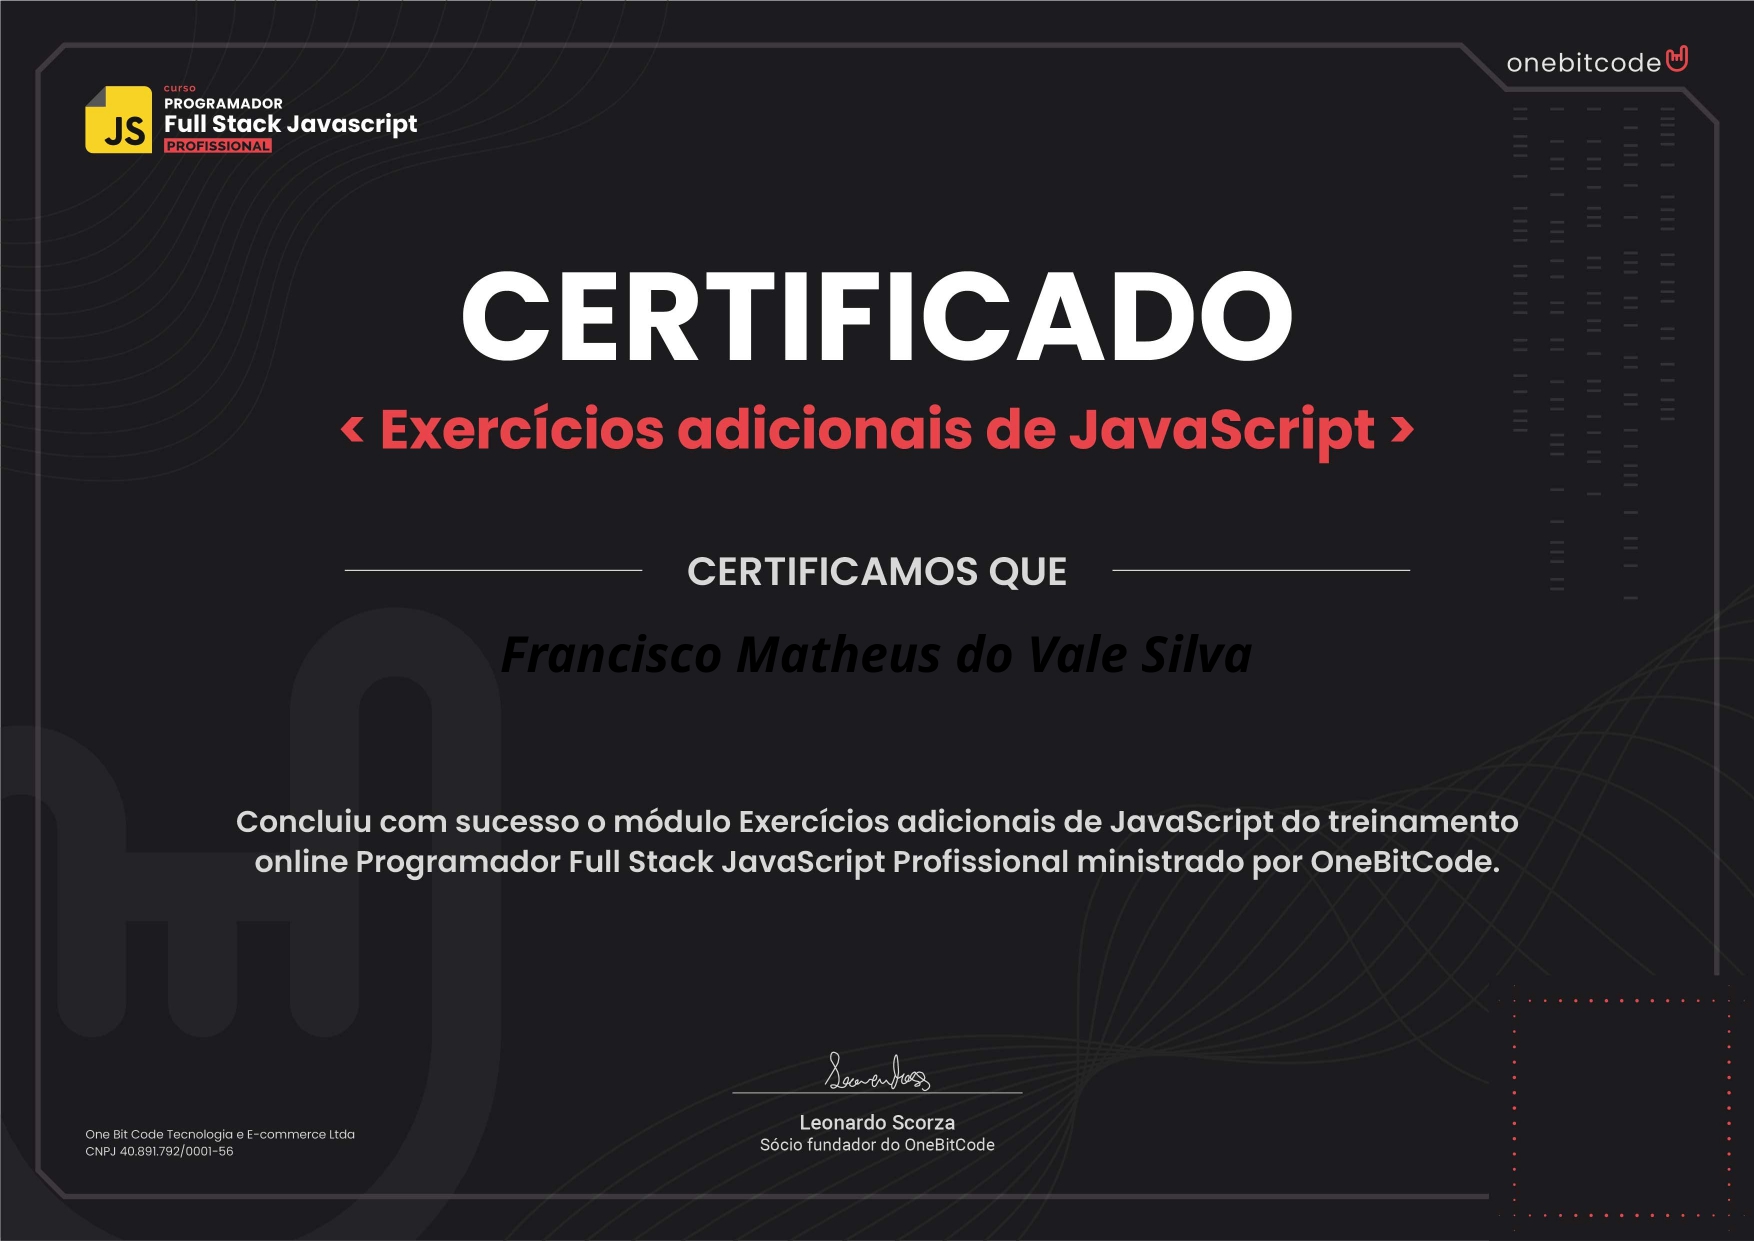 onebitcode
curso
PROGRAMADOR
Full Stack Javascript
PROFISSIONAL
JS
CERTIFICADO
< Exercícios adicionais de JavaScript >
CERTIFICAMOS QUE
Francisco Matheus do Vale Silva
Concluiu com sucesso o módulo Exercícios adicionais de JavaScript do treinamento
online Programador Full Stack JavaScript Profissional ministrado por OneBitCode.
Leonardo Scorza
Sócio fundador do OneBitCode
One Bit Code Tecnologia e E-commerce Ltda
CNPJ 40.891.792/0001-56